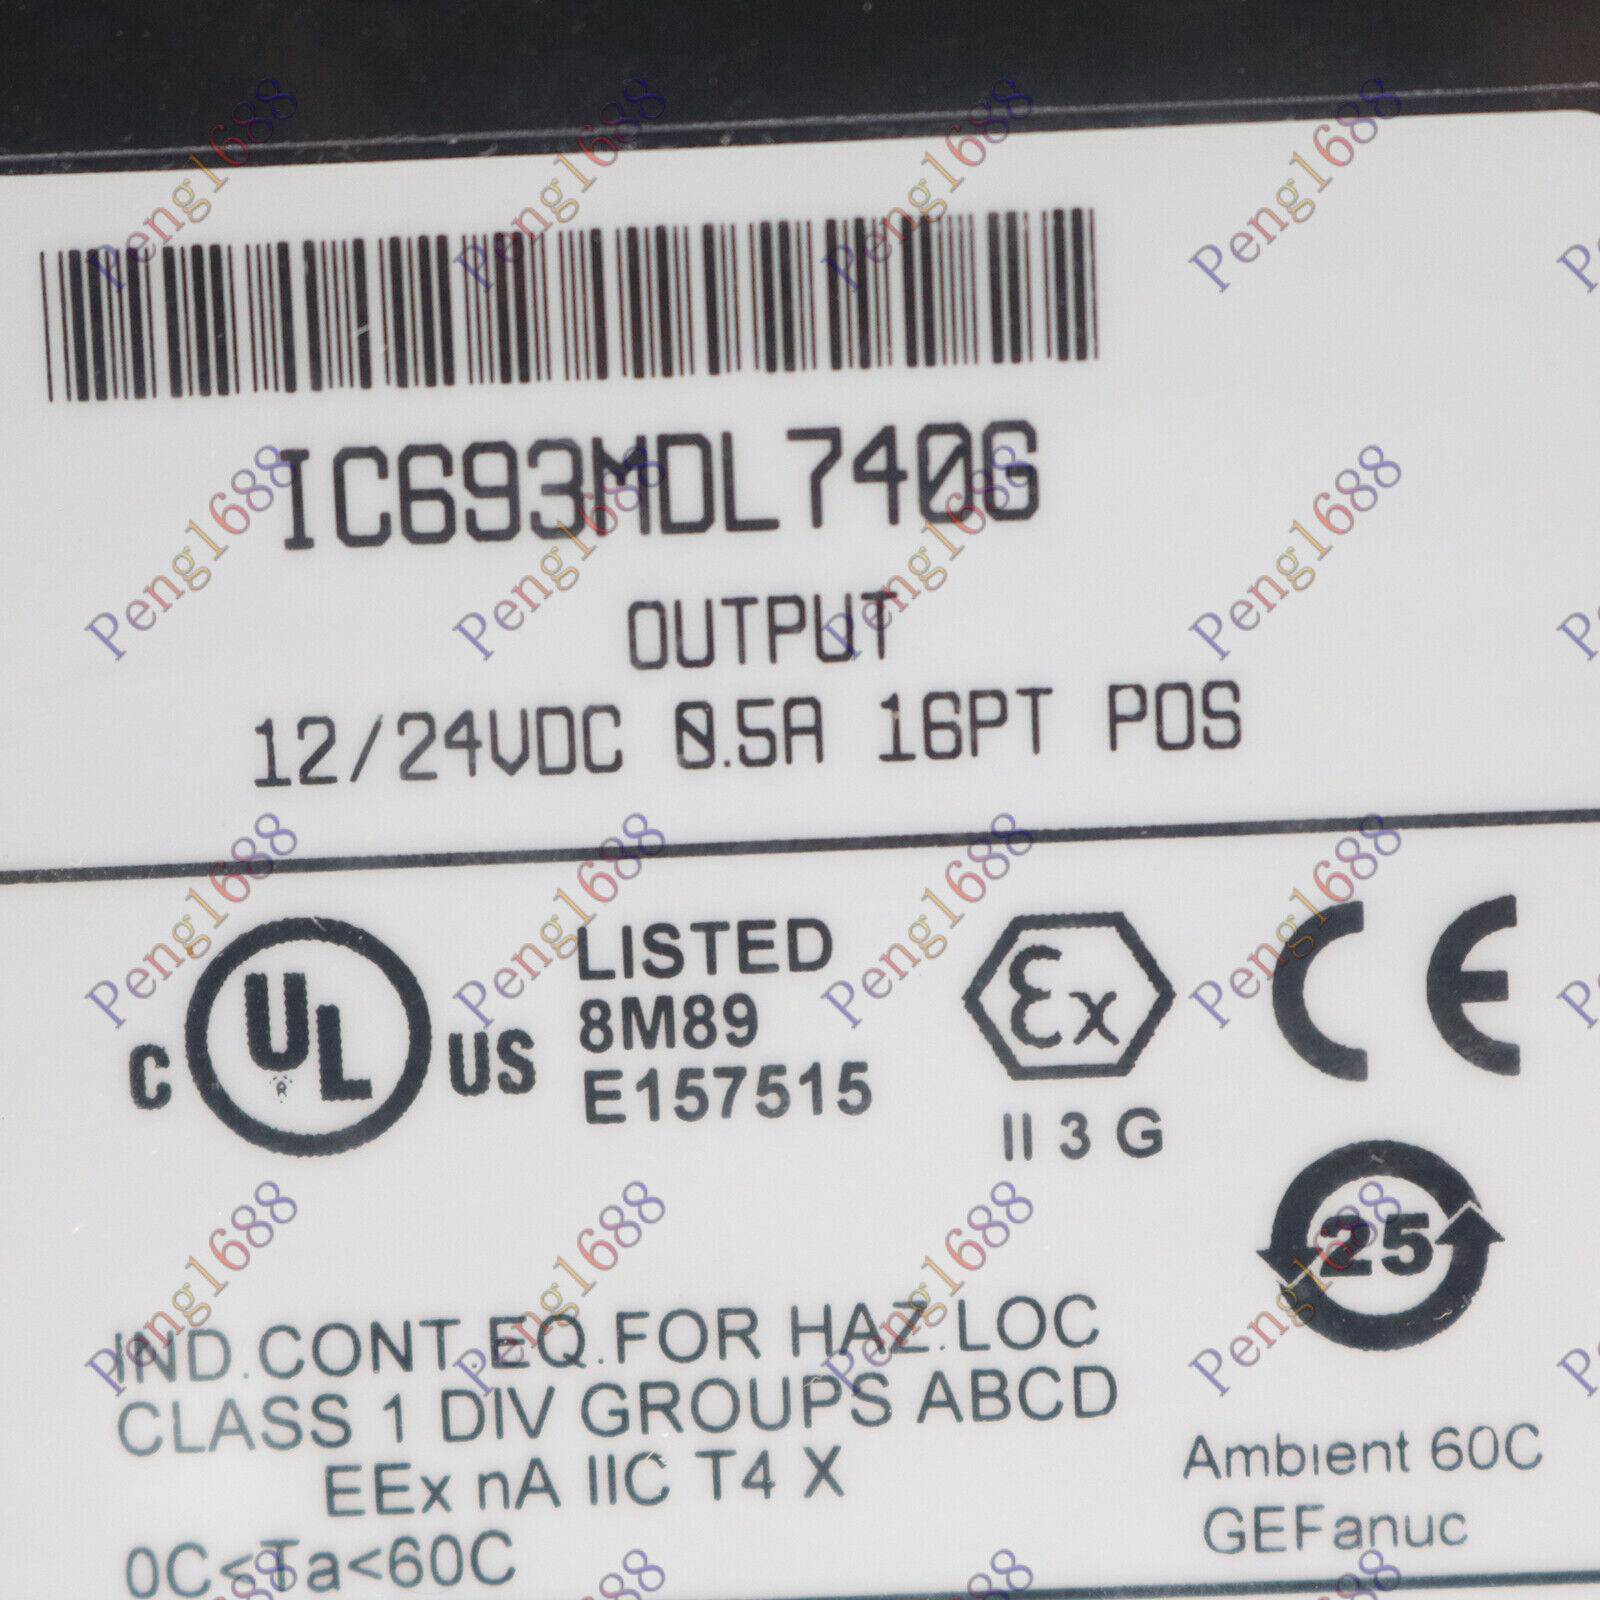 IC693MDL740G
OUTPUT
12/24VDC 0.5A 16PT POS
C UL US
LISTED
8M89
E157515
Ex
II 3 G
CE
25
IND.CONT.EQ.FOR HAZ.LOC
CLASS 1 DIV GROUPS ABCD
EEx nA IIC T4 X
0C<Ta<60C
Ambient 60C
GEFanuc
Peng1688